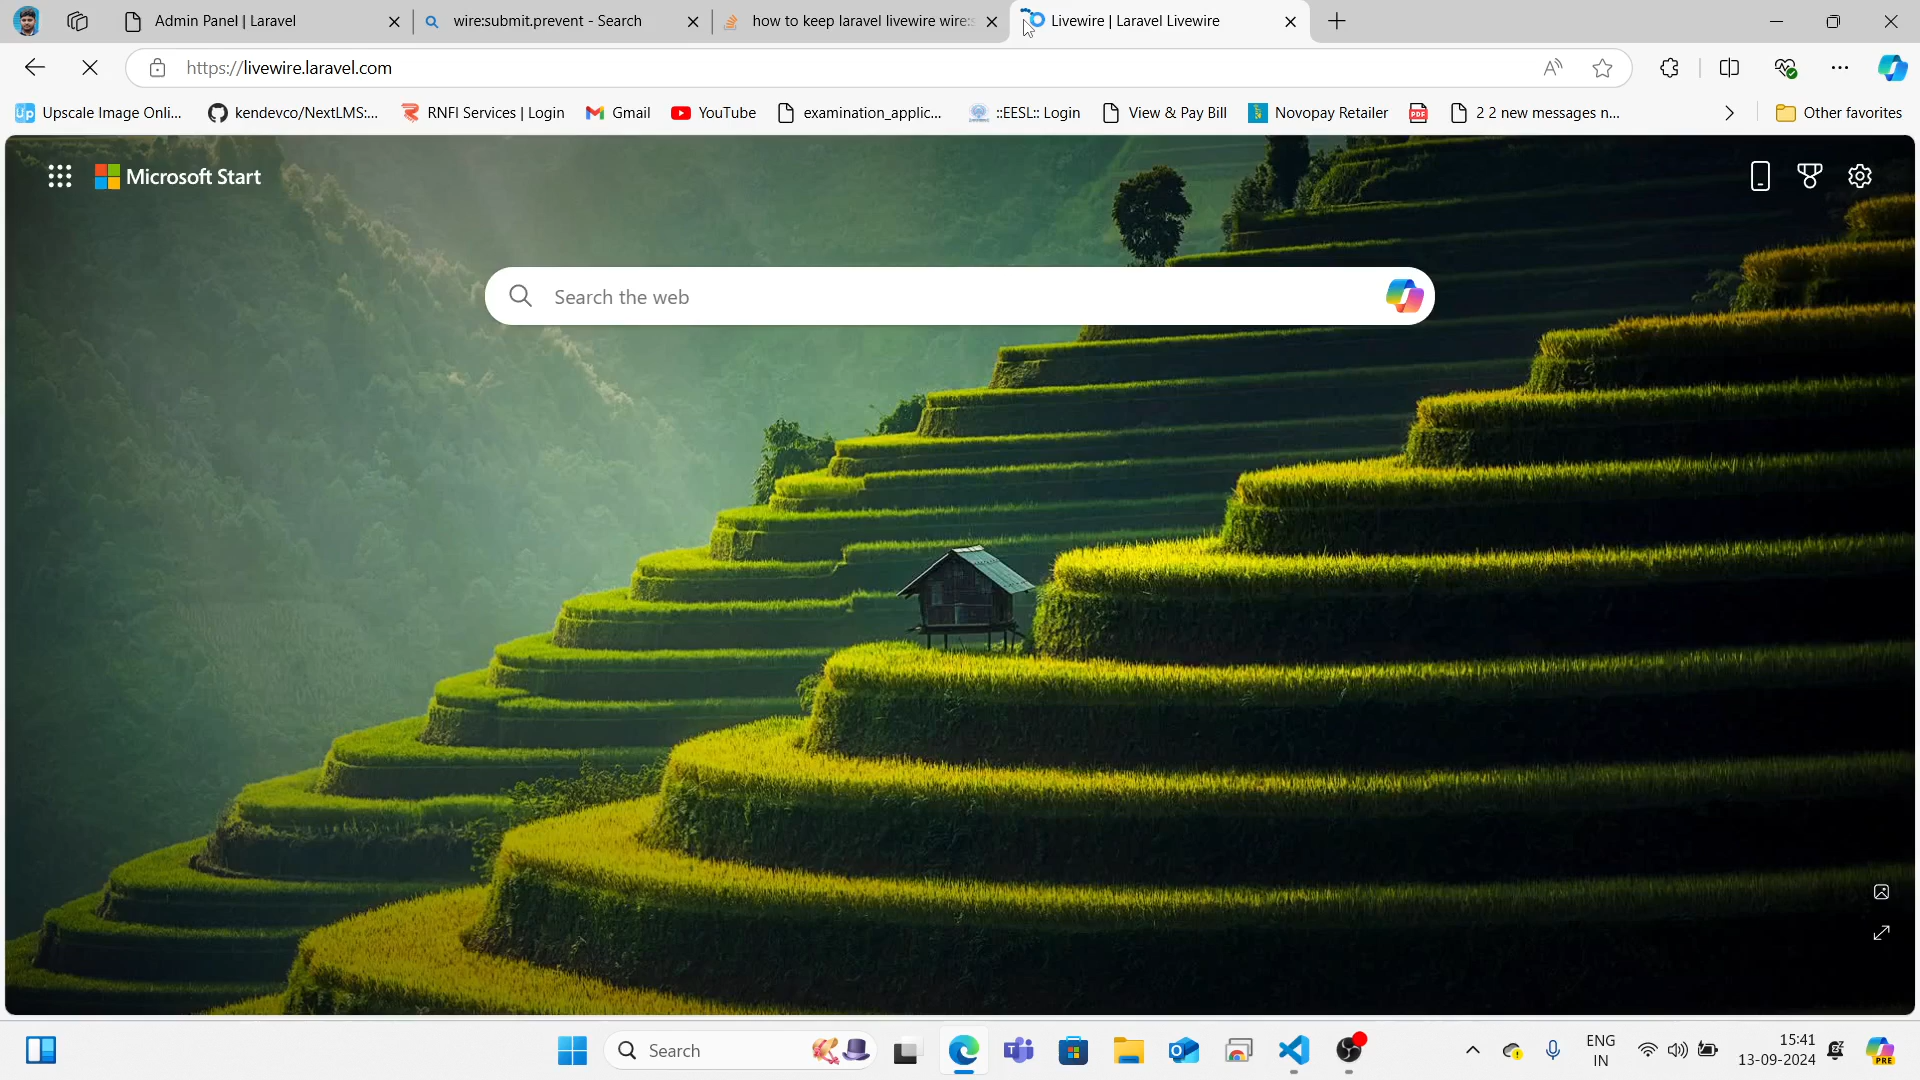 Admin Panel | Laravel
wire:submit.prevent - Search
how to keep laravel livewire wire:s
Livewire | Laravel Livewire
https://livewire.laravel.com
Upscale Image Onli...
kendevco/NextLMS:...
RNFI Services | Login
Gmail
YouTube
examination_applic...
::EESL:: Login
View & Pay Bill
Novopay Retailer
PDF
2 2 new messages n...
Other favorites
Microsoft Start
Search the web
Search
ENG
IN
15:41
13-09-2024
PRE